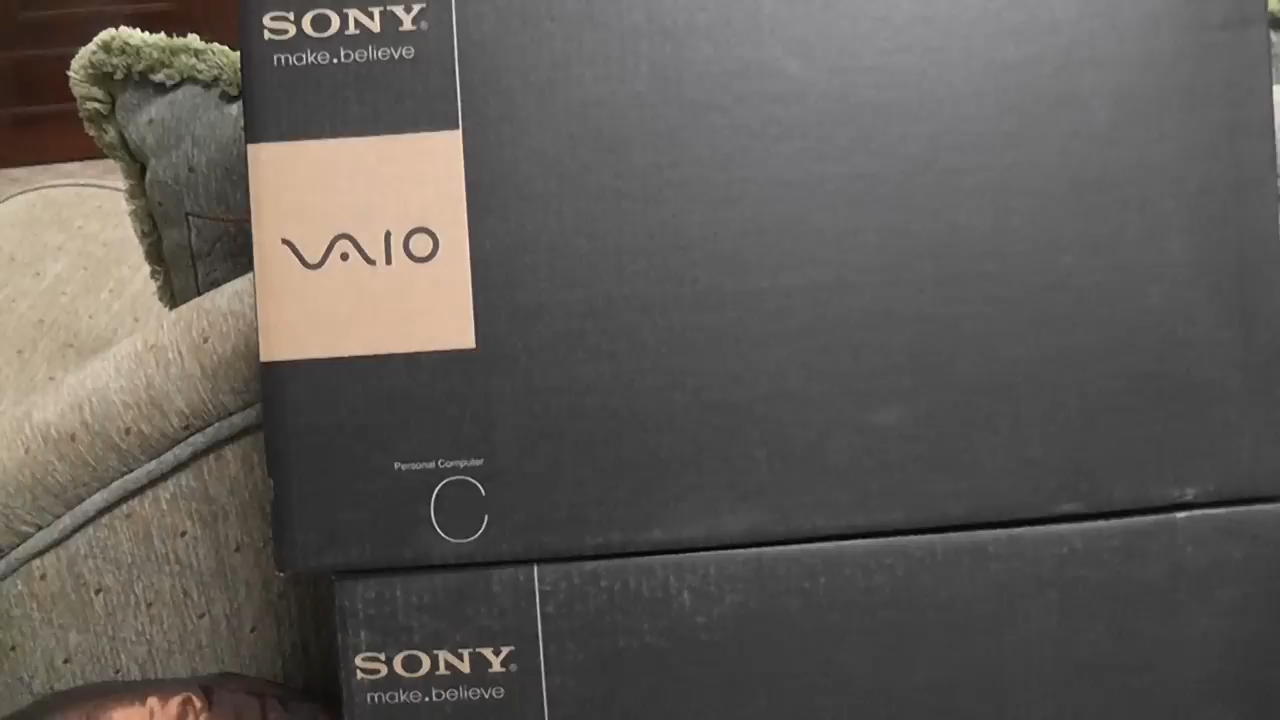 SONY
make.believe
VAIO
Personal Computer
C
SONY
make.believe